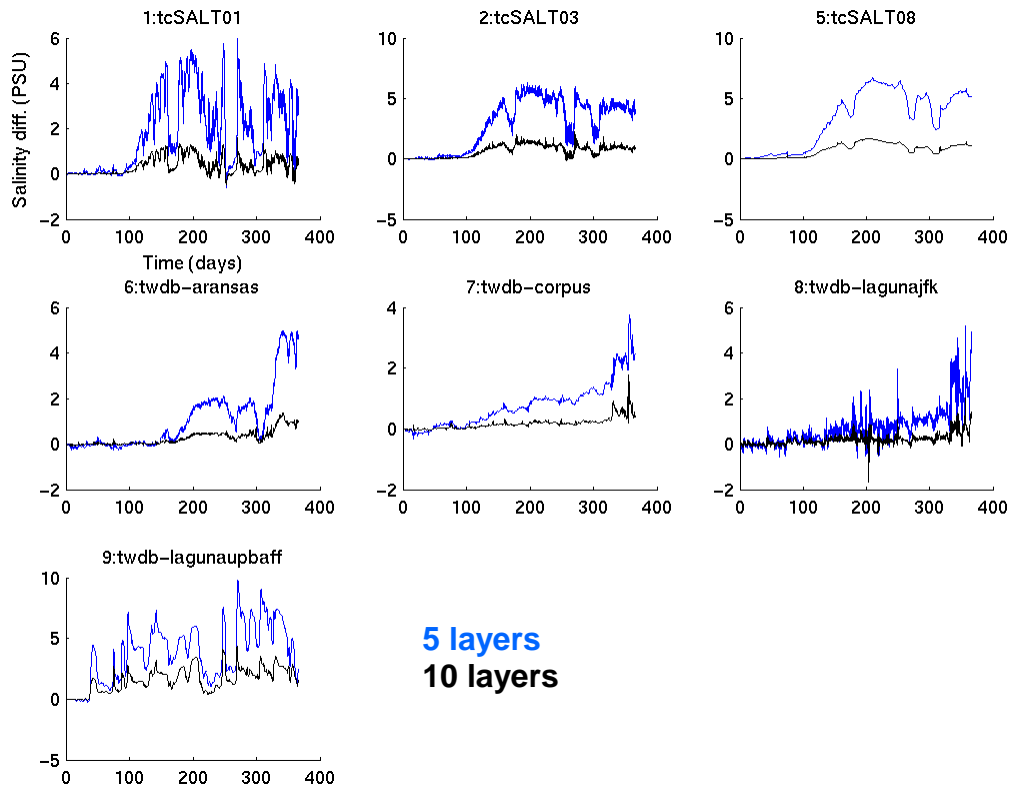 1:tcSALT01
2:tcSALT03
5:tcSALT08
Salinity diff. (PSU)
6
4
2
0
−2
0 100 200 300 400
Time (days)
10
5
0
−5
0 100 200 300 400
10
5
0
−5
0 100 200 300 400
6:twdb−aransas
7:twdb−corpus
8:twdb−lagunajfk
6
4
2
0
−2
0 100 200 300 400
4
2
0
−2
0 100 200 300 400
6
4
2
0
−2
0 100 200 300 400
9:twdb−lagunaupbaff
10
5
0
−5
0 100 200 300 400
5 layers
10 layers